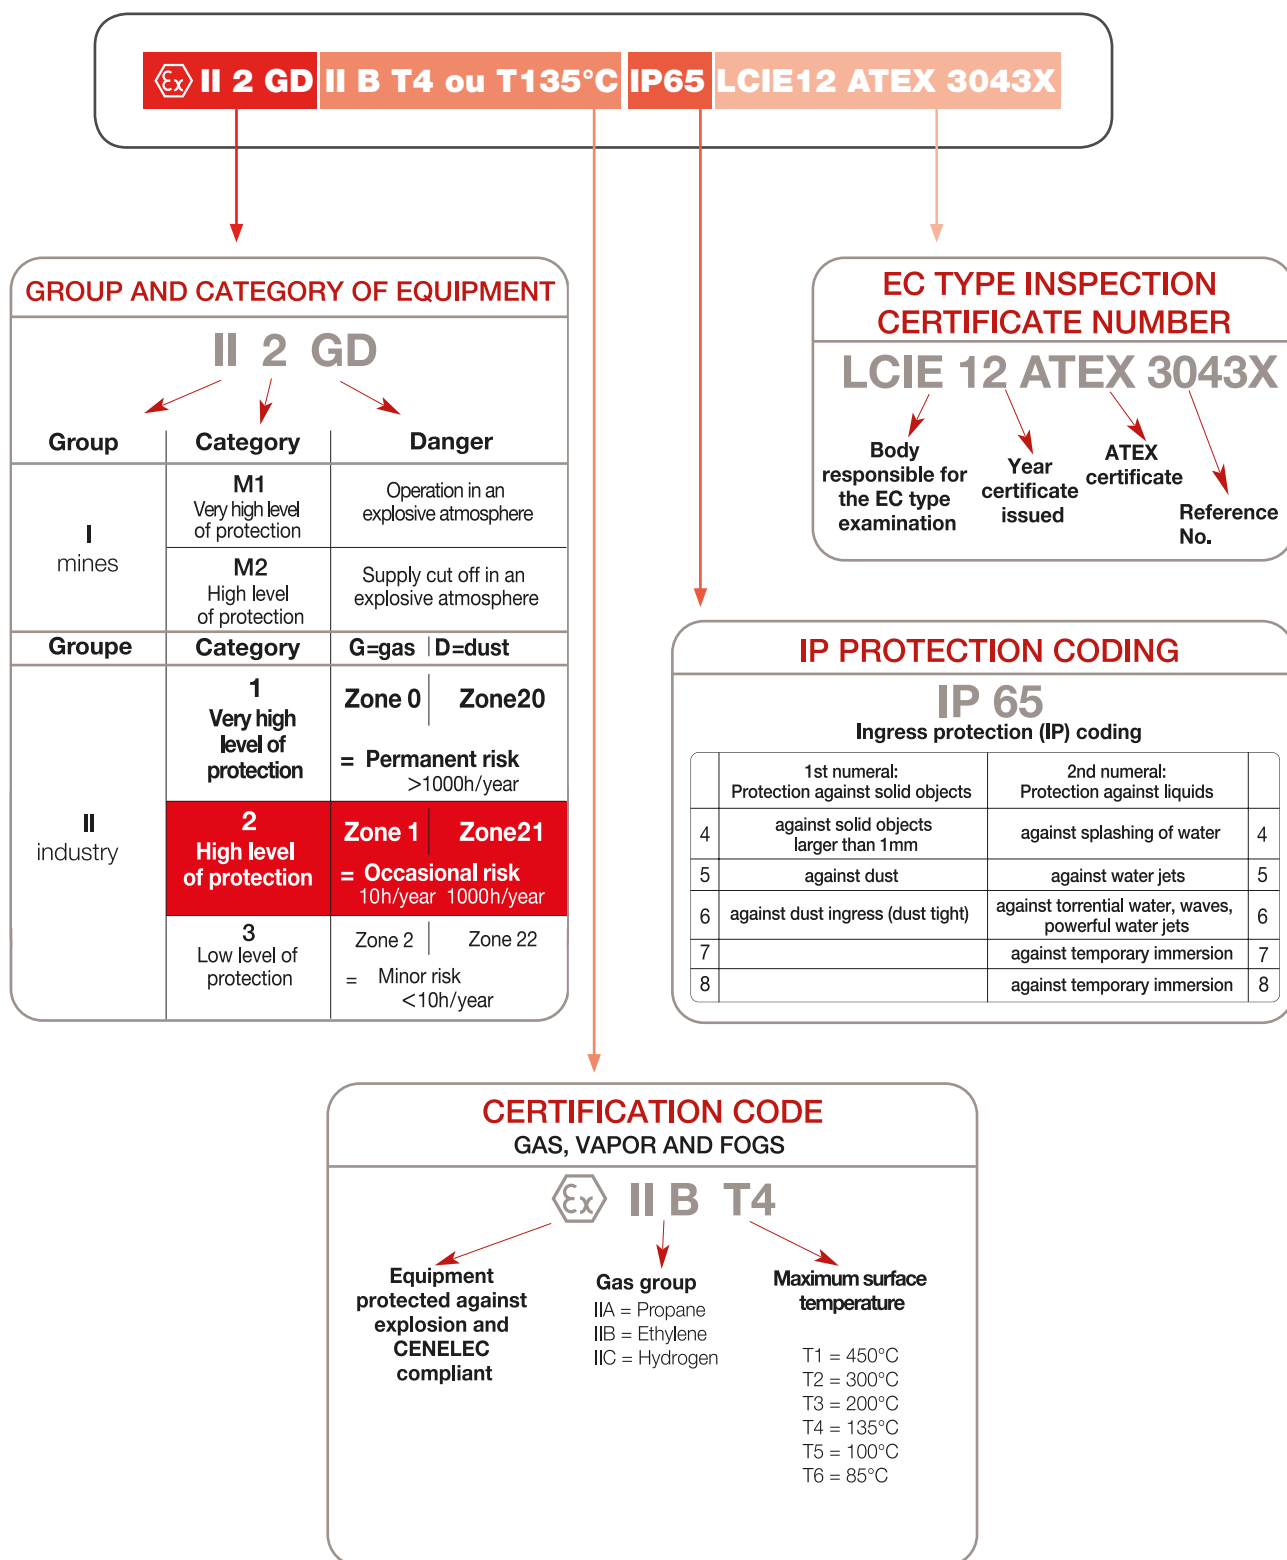 Ex II 2 GD II B T4 ou T135°C IP65 LCIE12 ATEX 3043X
GROUP AND CATEGORY OF EQUIPMENT
II 2 GD
Group Category Danger
I
mines
M1
Very high level
of protection
Operation in an
explosive atmosphere
M2
High level
of protection
Supply cut off in an
explosive atmosphere
Groupe Category G=gas D=dust
II
industry
1
Very high
level of
protection
Zone 0 Zone20
= Permanent risk
>1000h/year
2
High level
of protection
Zone 1 Zone21
= Occasional risk
10h/year 1000h/year
3
Low level of
protection
Zone 2 Zone 22
= Minor risk
<10h/year
EC TYPE INSPECTION
CERTIFICATE NUMBER
LCIE 12 ATEX 3043X
Body
responsible for
the EC type
examination
Year
certificate
issued
ATEX
certificate
Reference
No.
IP PROTECTION CODING
IP 65
Ingress protection (IP) coding
1st numeral:
Protection against solid objects
2nd numeral:
Protection against liquids
4 against solid objects
larger than 1mm
against splashing of water 4
5 against dust against water jets 5
6 against dust ingress (dust tight)
against torrential water, waves,
powerful water jets
6
7 against temporary immersion 7
8 against temporary immersion 8
CERTIFICATION CODE
GAS, VAPOR AND FOGS
Ex II B T4
Equipment
protected against
explosion and
CENELEC
compliant
Gas group
IIA = Propane
IIB = Ethylene
IIC = Hydrogen
Maximum surface
temperature
T1 = 450°C
T2 = 300°C
T3 = 200°C
T4 = 135°C
T5 = 100°C
T6 = 85°C